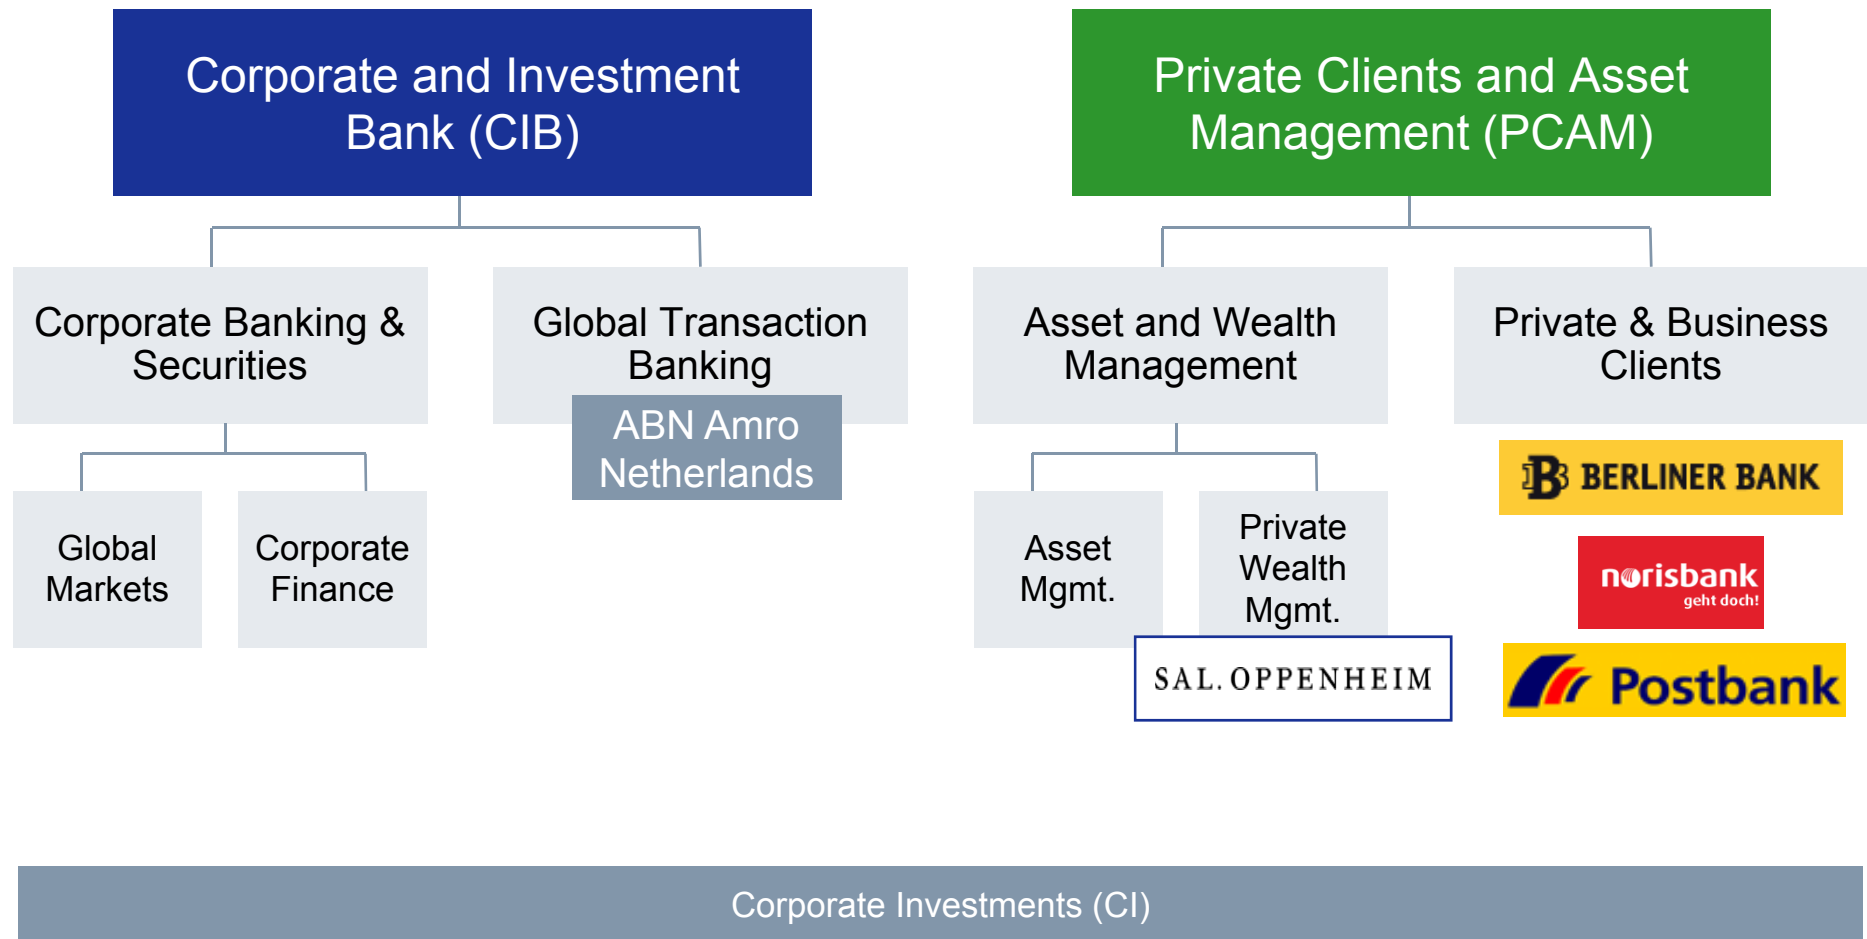 Corporate and Investment
Bank (CIB)
Private Clients and Asset
Management (PCAM)
Corporate Banking &
Securities
Global Transaction
Banking
ABN Amro
Netherlands
Asset and Wealth
Management
Private & Business
Clients
Global
Markets
Corporate
Finance
Asset
Mgmt.
Private
Wealth
Mgmt.
SAL. OPPENHEIM
B BERLINER BANK
norisbank
geht doch!
Postbank
Corporate Investments (CI)